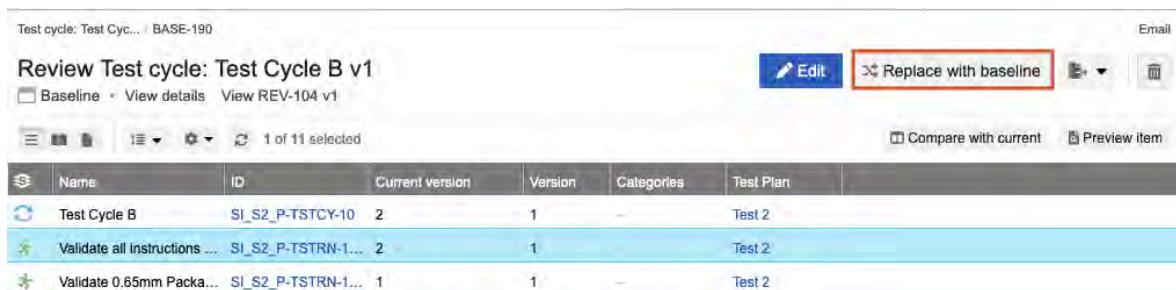 Test cycle: Test Cyc... / BASE-190
Email
Review Test cycle: Test Cycle B v1
Edit
Replace with baseline
Baseline • View details View REV-104 v1
1 of 11 selected
Compare with current
Preview item
Name ID Current version Version Categories Test Plan
Test Cycle B SI_S2_P-TSTCY-10 2 1 – Test 2
Validate all instructions ... SI_S2_P-TSTRN-1... 2 1 Test 2
Validate 0.65mm Packa... SI_S2_P-TSTRN-1... 1 1 – Test 2